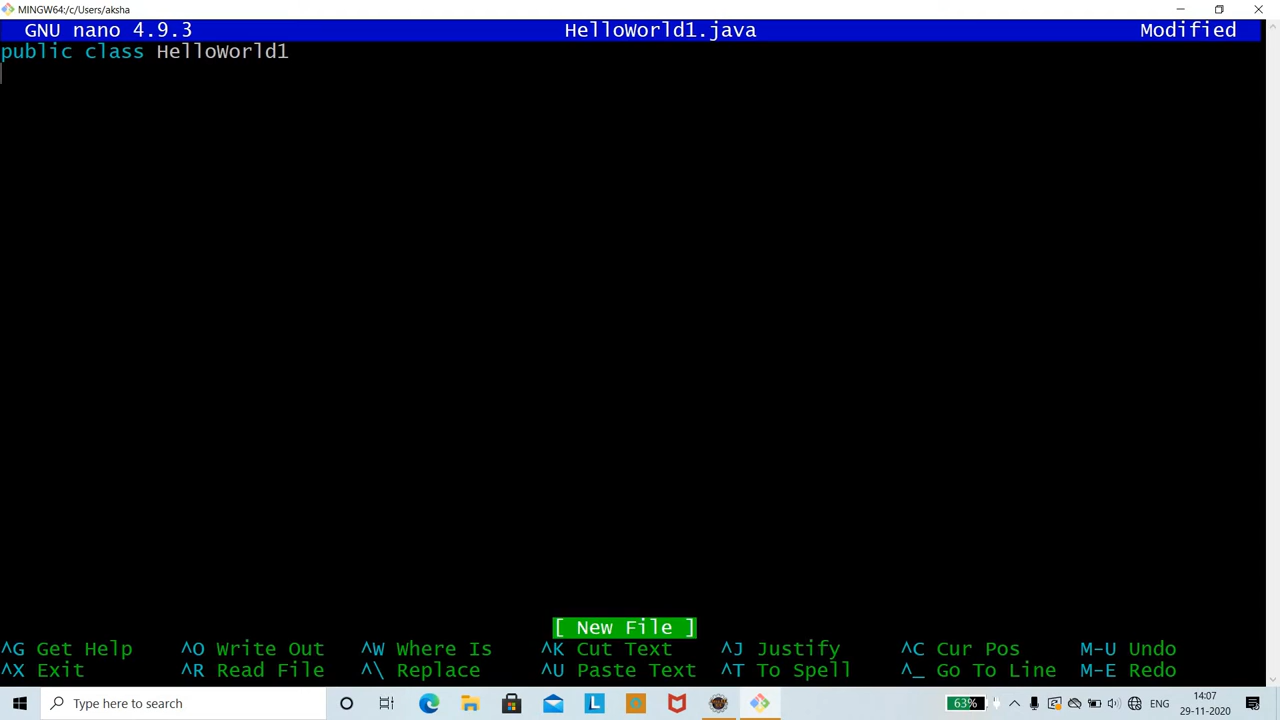 MINGW64:/c/Users/aksha
GNU nano 4.9.3 HelloWorld1.java Modified
public class HelloWorld1
[ New File ]
^G Get Help ^O Write Out ^W Where Is ^K Cut Text ^J Justify ^C Cur Pos M-U Undo
^X Exit ^R Read File ^\ Replace ^U Paste Text ^T To Spell ^_ Go To Line M-E Redo
Type here to search L 63% ENG 14:07
29-11-2020